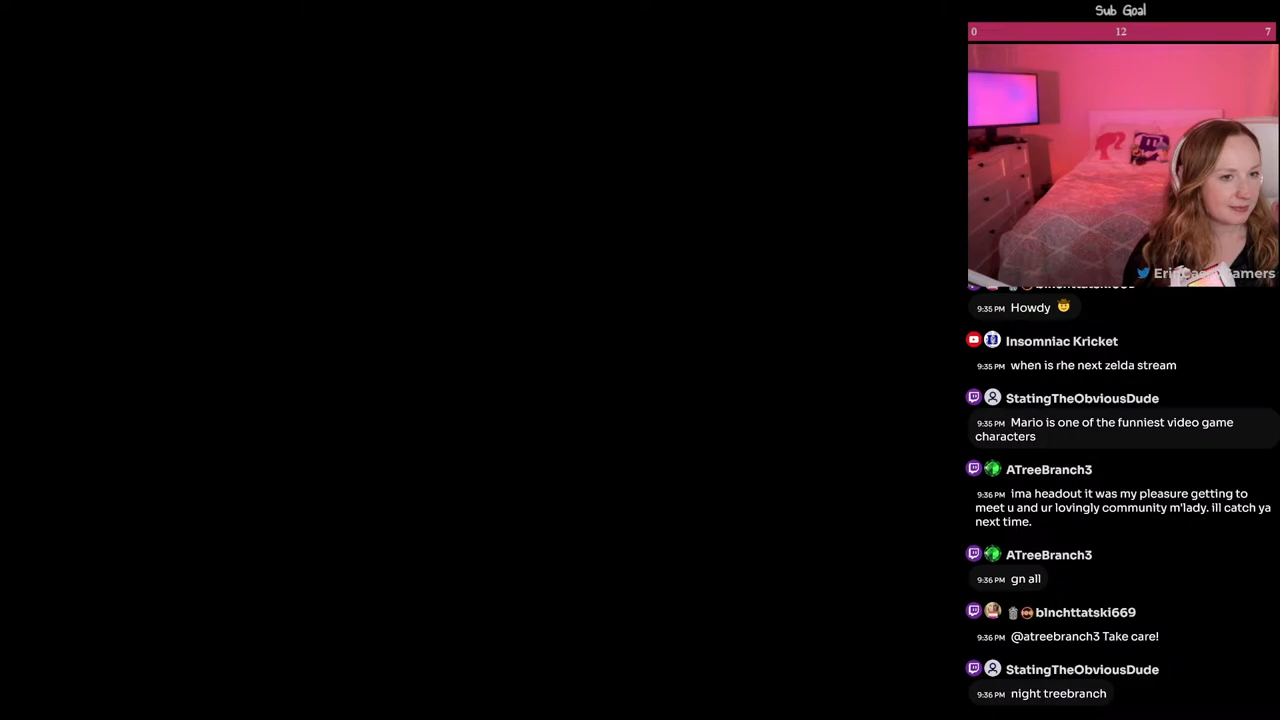 Sub Goal
0 12 7
Howdy
9:35 PM
Insomniac Kricket
9:35 PM when is rhe next zelda stream
StatingTheObviousDude
9:35 PM Mario is one of the funniest video game
characters
ATreeBranch3
9:36 PM ima headout it was my pleasure getting to
meet u and ur lovingly community m'lady. ill catch ya
next time.
ATreeBranch3
9:36 PM gn all
b1nchttatski669
9:36 PM @atreebranch3 Take care!
StatingTheObviousDude
9:36 PM night treebranch